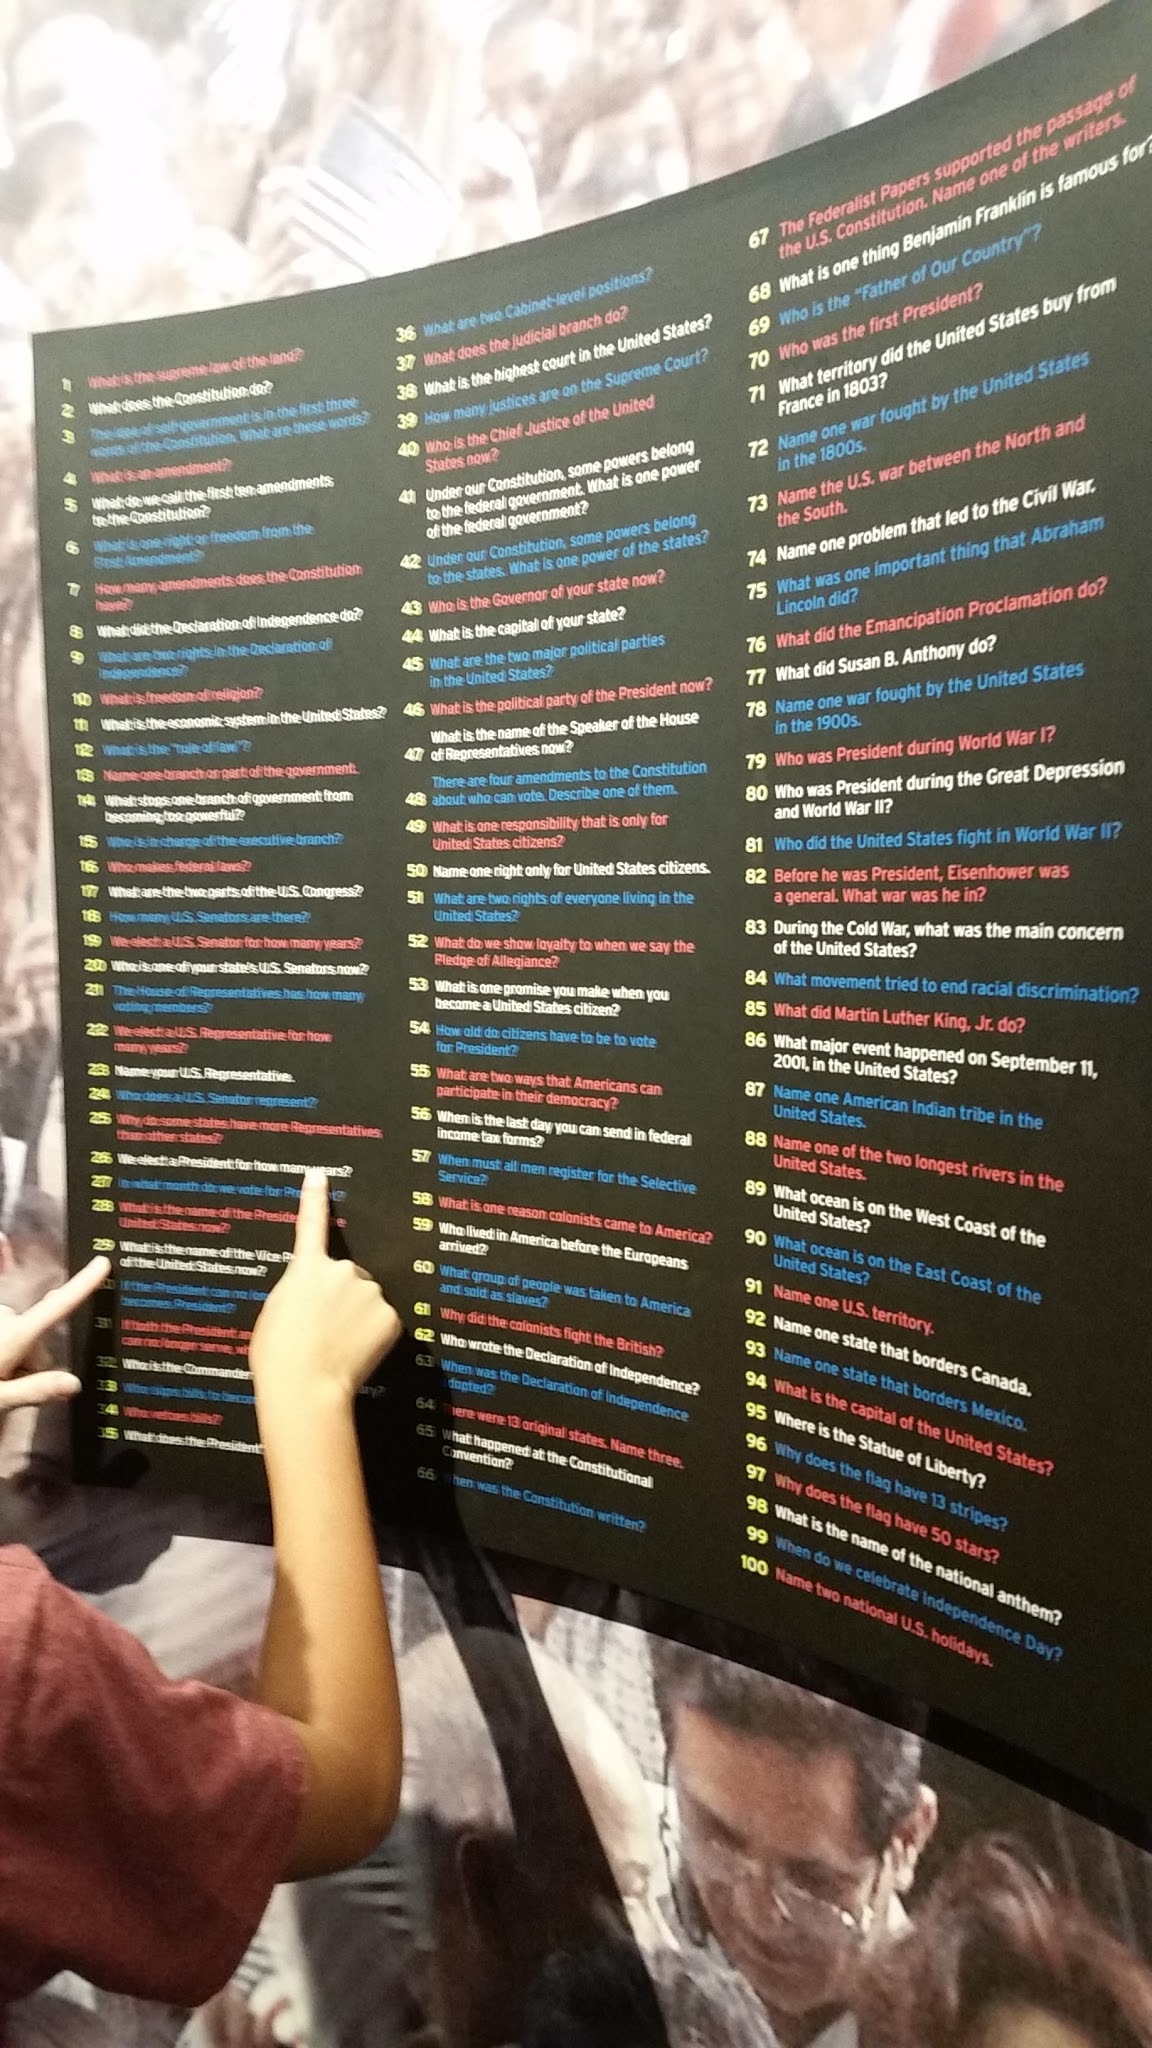 1 What is the supreme law of the land?
2 What does the Constitution do?
3 The idea of self-government is in the first three
words of the Constitution. What are these words?
4 What is an amendment?
5 What do we call the first ten amendments
to the Constitution?
6 What is one right or freedom from the
First Amendment?
7 How many amendments does the Constitution
have?
8 What did the Declaration of Independence do?
9 What are two rights in the Declaration of
Independence?
10 What is freedom of religion?
11 What is the economic system in the United States?
12 What is the "rule of law"?
13 Name one branch or part of the government.
14 What stops one branch of government from
becoming too powerful?
15 Who is in charge of the executive branch?
16 Who makes federal laws?
17 What are the two parts of the U.S. Congress?
18 How many U.S. Senators are there?
19 We elect a U.S. Senator for how many years?
20 Who is one of your state's U.S. Senators now?
21 The House of Representatives has how many
voting members?
22 We elect a U.S. Representative for how
many years?
23 Name your U.S. Representative.
24 Who does a U.S. Senator represent?
25 Why do some states have more Representatives
than other states?
26 We elect a President for how many years?
27 In what month do we vote for Pre t?
28 What is the name of the Preside e
United States now?
29 What is the name of the Vice P
of the United States now?
If the President can no lon
becomes President?
31 If both the President an
can no longer serve, wh
32 Who is the Commander ary?
33 Who signs bills to becom
34 Who vetoes bills?
35 What does the President'
36 What are two Cabinet-level positions?
37 What does the judicial branch do?
38 What is the highest court in the United States?
39 How many justices are on the Supreme Court?
40 Who is the Chief Justice of the United
States now?
41 Under our Constitution, some powers belong
to the federal government. What is one power
of the federal government?
42 Under our Constitution, some powers belong
to the states. What is one power of the states?
43 Who is the Governor of your state now?
44 What is the capital of your state?
45 What are the two major political parties
in the United States?
46 What is the political party of the President now?
What is the name of the Speaker of the House
47 of Representatives now?
There are four amendments to the Constitution
48 about who can vote. Describe one of them.
49 What is one responsibility that is only for
United States citizens?
50 Name one right only for United States citizens.
51 What are two rights of everyone living in the
United States?
52 What do we show loyalty to when we say the
Pledge of Allegiance?
53 What is one promise you make when you
become a United States citizen?
54 How old do citizens have to be to vote
for President?
55 What are two ways that Americans can
participate in their democracy?
56 When is the last day you can send in federal
income tax forms?
57 When must all men register for the Selective
Service?
58 What is one reason colonists came to America?
59 Who lived in America before the Europeans
arrived?
60 What group of people was taken to America
and sold as slaves?
61 Why did the colonists fight the British?
62 Who wrote the Declaration of Independence?
63 When was the Declaration of Independence
dopted?
64 here were 13 original states. Name three.
65 What happened at the Constitutional
Convention?
66 hen was the Constitution written?
67 The Federalist Papers supported the passage of
the U.S. Constitution. Name one of the writers.
68 What is one thing Benjamin Franklin is famous for?
69 Who is the "Father of Our Country"?
70 Who was the first President?
71 What territory did the United States buy from
France in 1803?
72 Name one war fought by the United States
in the 1800s.
73 Name the U.S. war between the North and
the South.
74 Name one problem that led to the Civil War.
75 What was one important thing that Abraham
Lincoln did?
76 What did the Emancipation Proclamation do?
77 What did Susan B. Anthony do?
78 Name one war fought by the United States
in the 1900s.
79 Who was President during World War I?
80 Who was President during the Great Depression
and World War II?
81 Who did the United States fight in World War II?
82 Before he was President, Eisenhower was
a general. What war was he in?
83 During the Cold War, what was the main concern
of the United States?
84 What movement tried to end racial discrimination?
85 What did Martin Luther King, Jr. do?
86 What major event happened on September 11,
2001, in the United States?
87 Name one American Indian tribe in the
United States.
88 Name one of the two longest rivers in the
United States.
89 What ocean is on the West Coast of the
United States?
90 What ocean is on the East Coast of the
United States?
91 Name one U.S. territory.
92 Name one state that borders Canada.
93 Name one state that borders Mexico.
94 What is the capital of the United States?
95 Where is the Statue of Liberty?
96 Why does the flag have 13 stripes?
97 Why does the flag have 50 stars?
98 What is the name of the national anthem?
99 When do we celebrate Independence Day?
100 Name two national U.S. holidays.